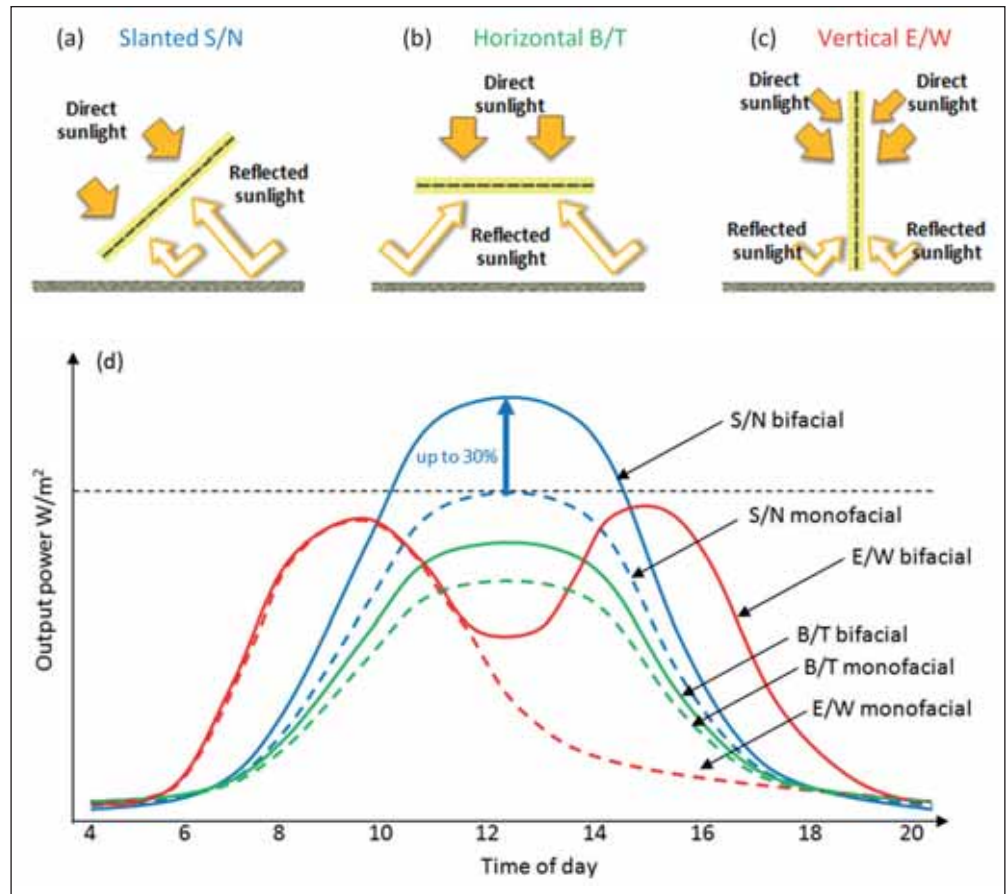 (a) Slanted S/N
Direct
sunlight
Reflected
sunlight
(b) Horizontal B/T
Direct
sunlight
Reflected
sunlight
(c) Vertical E/W
Direct
sunlight
Direct
sunlight
Reflected
sunlight
Reflected
sunlight
(d)
Output power W/m²
up to 30%
S/N bifacial
S/N monofacial
E/W bifacial
B/T bifacial
B/T monofacial
E/W monofacial
4 6 8 10 12 14 16 18 20
Time of day